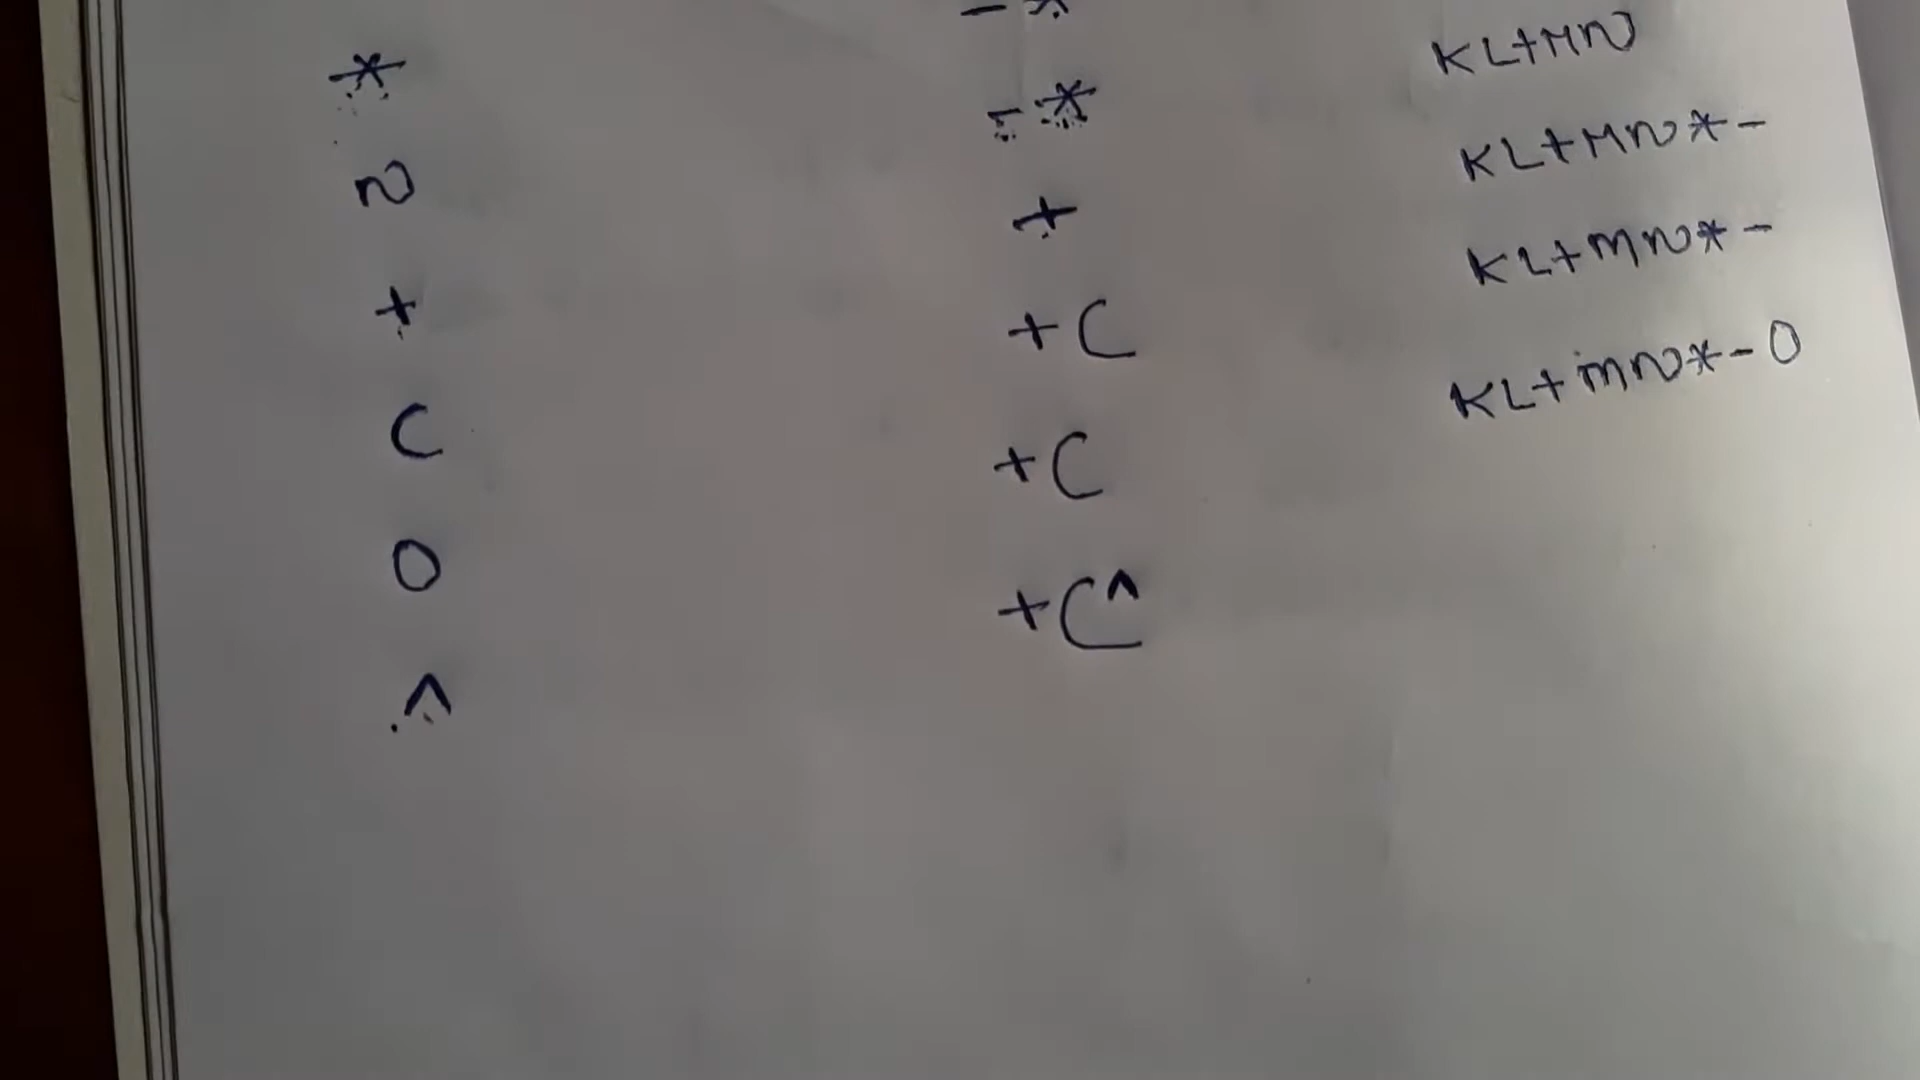 - *
* - * KL+MN
N + KL+MN*-
+ +C KL+MN*-
C +C KL+MN*-O
O +C^
^